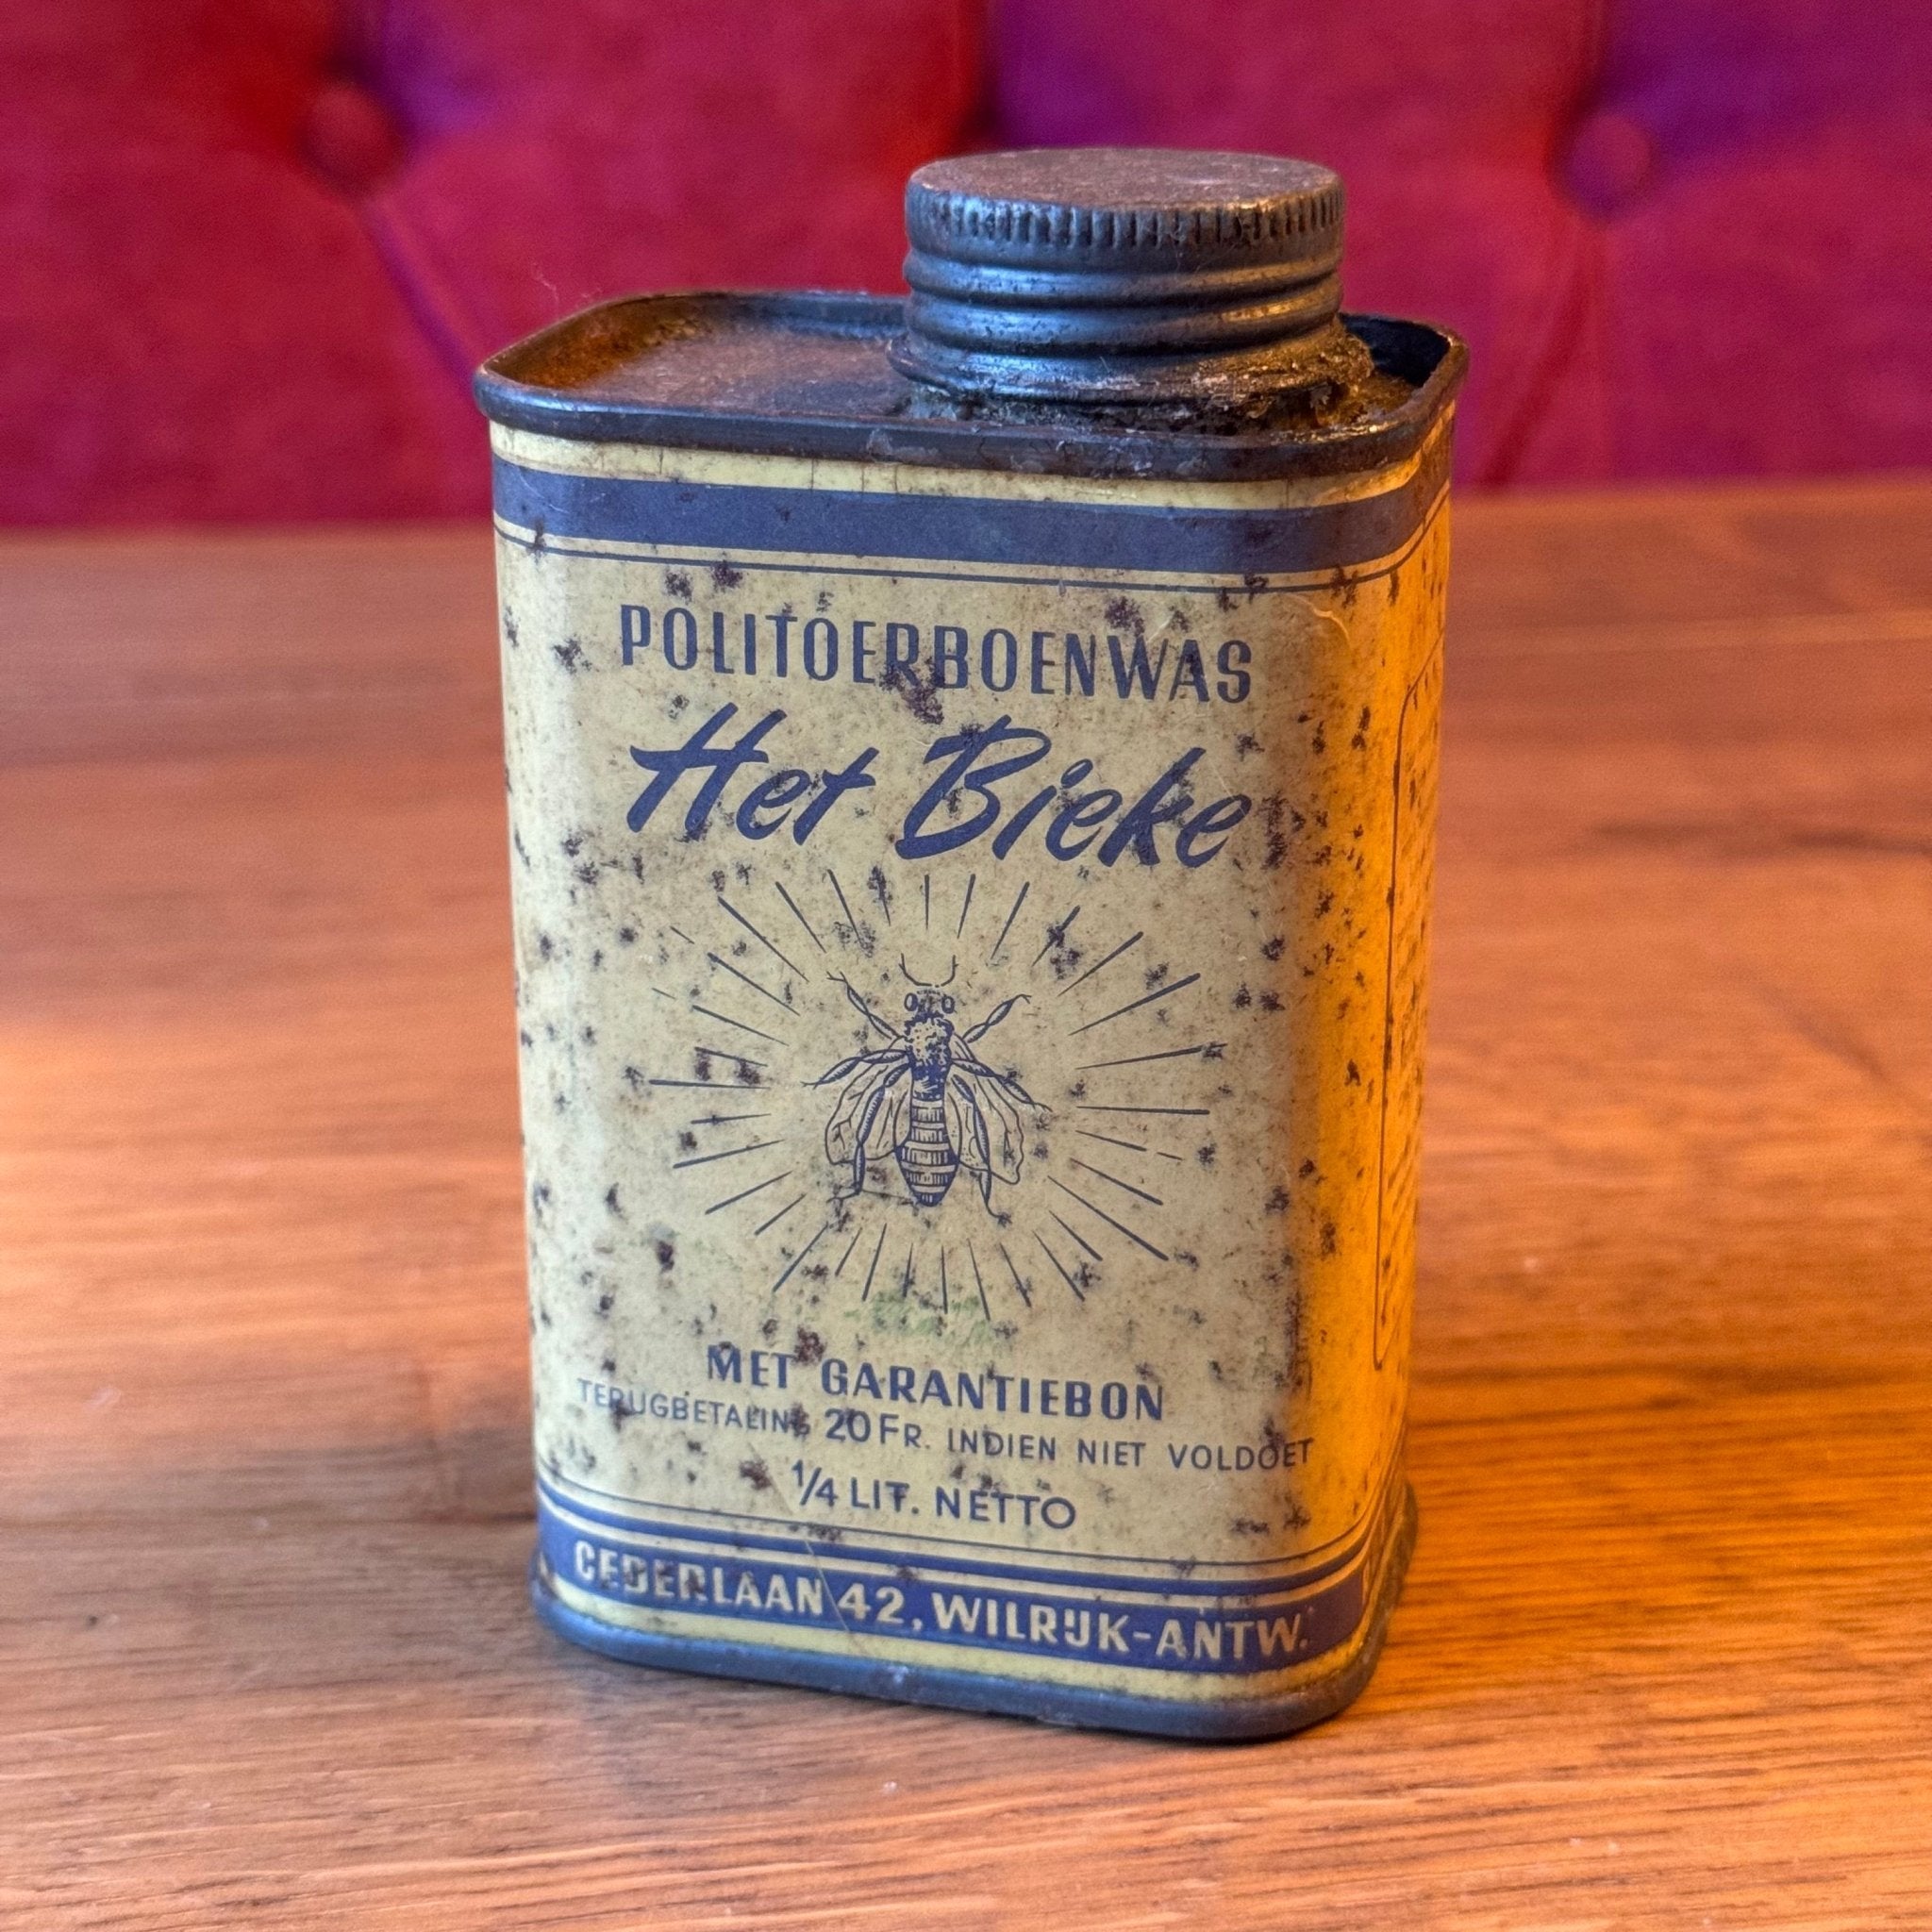 POLITOERBOENWAS
Het Bieke
MET GARANTIEBON
TERUGBETALING 20 FR. INDIEN NIET VOLDOET
1/4 LIT. NETTO
CEDERLAAN 42, WILRIJK-ANTW.